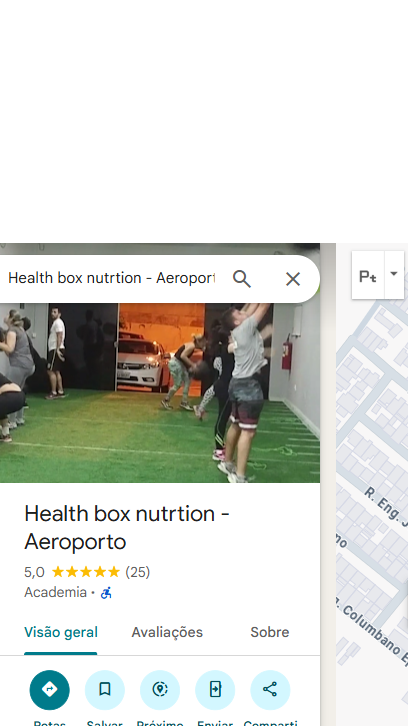 Health box nutrtion - Aeroport
Pt
Health box nutrtion -
Aeroporto
5,0 (25)
Academia ·
Visão geral Avaliações Sobre
R. Eng. J
no
Columbano E
Rotas Salvar Próximo Enviar Comparti